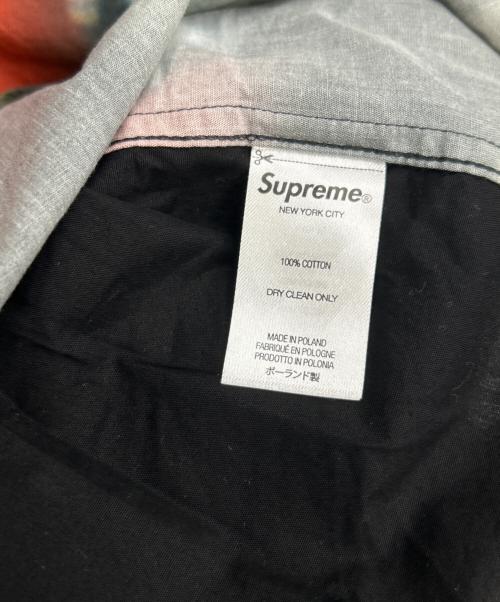 Supreme®
NEW YORK CITY
100% COTTON
DRY CLEAN ONLY
MADE IN POLAND
FABRIQUÉ EN POLOGNE
PRODOTTO IN POLONIA
ポーランド製